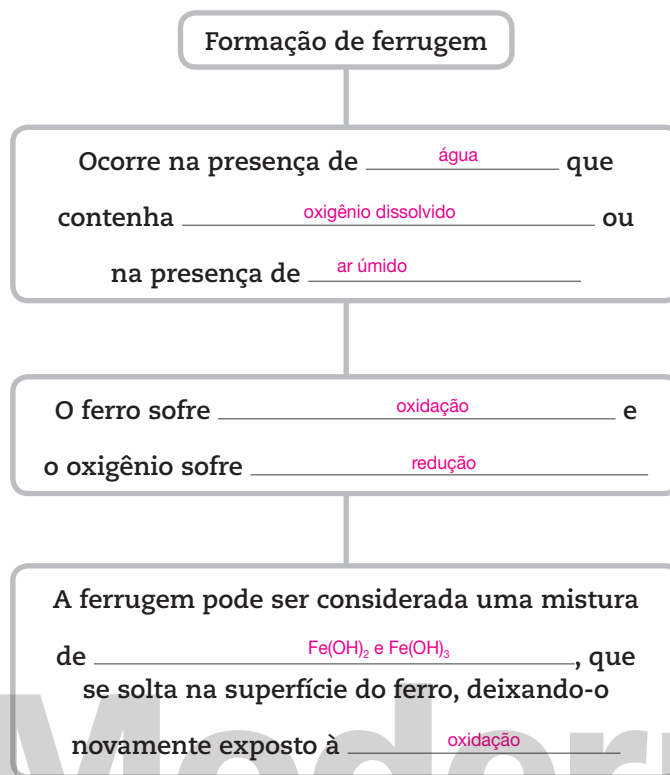 Formação de ferrugem
Ocorre na presença de água que
contenha oxigênio dissolvido ou
na presença de ar úmido
O ferro sofre oxidação e
o oxigênio sofre redução
A ferrugem pode ser considerada uma mistura
de Fe(OH)₂ e Fe(OH)₃, que
se solta na superfície do ferro, deixando-o
novamente exposto à oxidação
Modern